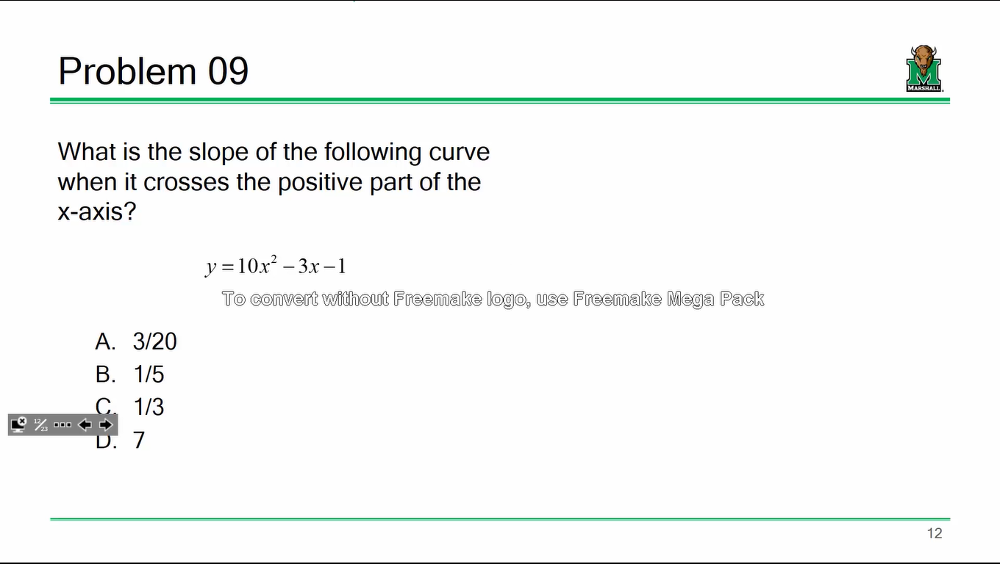 Problem 09
MARSHALL
What is the slope of the following curve
when it crosses the positive part of the
x-axis?
y = 10x² − 3x − 1
To convert without Freemake logo, use Freemake Mega Pack
A. 3/20
B. 1/5
C. 1/3
12/23
D. 7
12